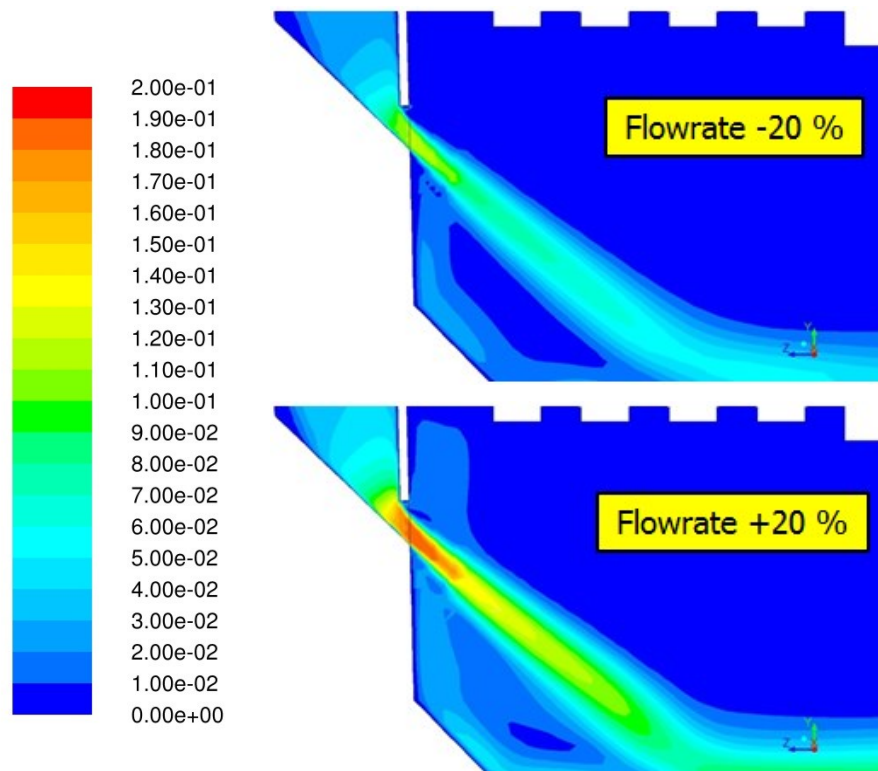 2.00e-01
1.90e-01
1.80e-01
1.70e-01
1.60e-01
1.50e-01
1.40e-01
1.30e-01
1.20e-01
1.10e-01
1.00e-01
9.00e-02
8.00e-02
7.00e-02
6.00e-02
5.00e-02
4.00e-02
3.00e-02
2.00e-02
1.00e-02
0.00e+00
Flowrate -20 %
Y
Z
Flowrate +20 %
Y
Z